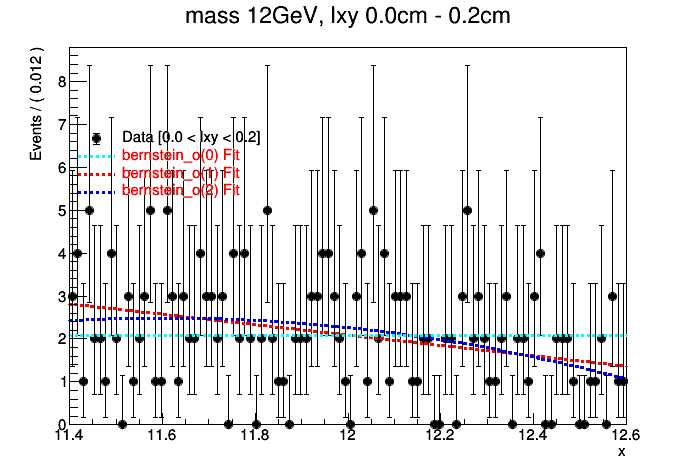 mass 12GeV, lxy 0.0cm - 0.2cm
Events / ( 0.012 )
8
7
6
5
4
3
2
1
0
Data [0.0 < lxy < 0.2]
bernstein_o(0) Fit
bernstein_o(1) Fit
bernstein_o(2) Fit
11.4 11.6 11.8 12 12.2 12.4 12.6
x